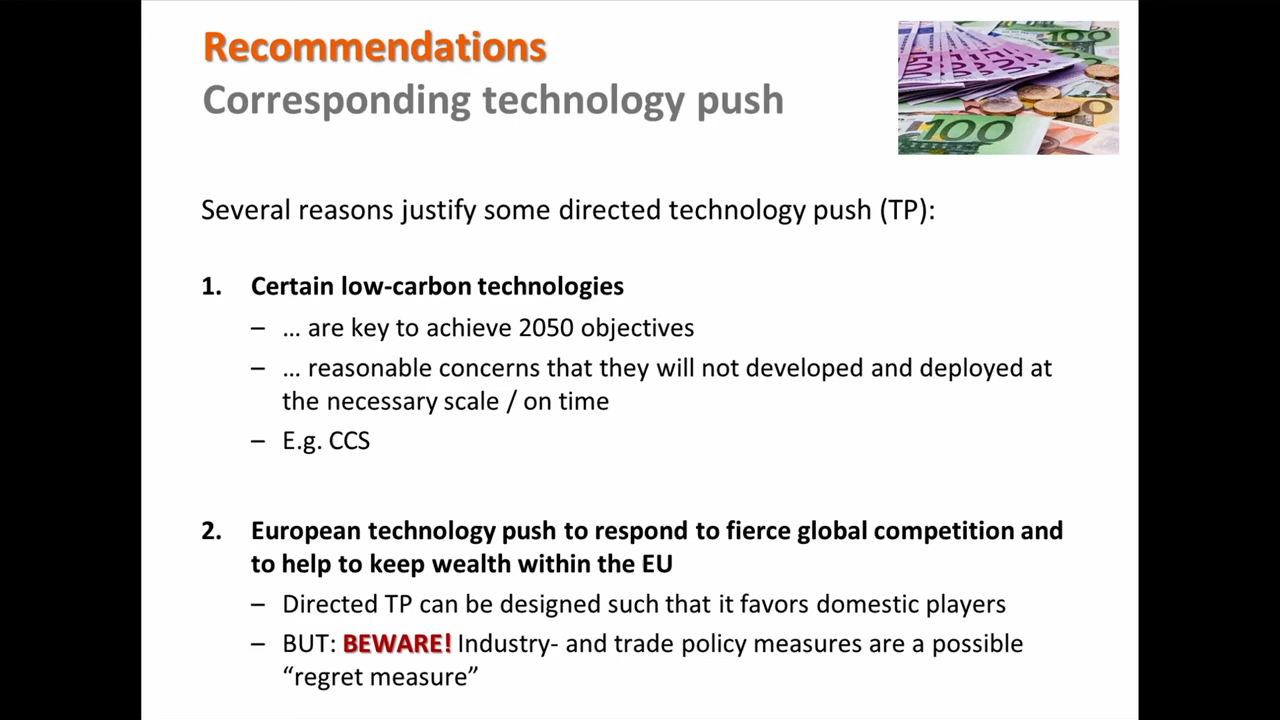 Recommendations
Corresponding technology push
100
100
Several reasons justify some directed technology push (TP):
1. Certain low-carbon technologies
– ... are key to achieve 2050 objectives
– ... reasonable concerns that they will not developed and deployed at
the necessary scale / on time
– E.g. CCS
2. European technology push to respond to fierce global competition and
to help to keep wealth within the EU
– Directed TP can be designed such that it favors domestic players
– BUT: BEWARE! Industry- and trade policy measures are a possible
“regret measure”